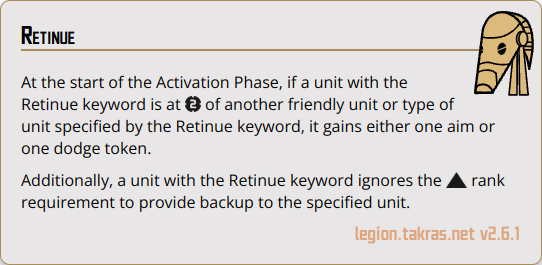 Retinue
At the start of the Activation Phase, if a unit with the
Retinue keyword is at 2 of another friendly unit or type of
unit specified by the Retinue keyword, it gains either one aim or
one dodge token.
Additionally, a unit with the Retinue keyword ignores the ▲ rank
requirement to provide backup to the specified unit.
legion.takras.net v2.6.1